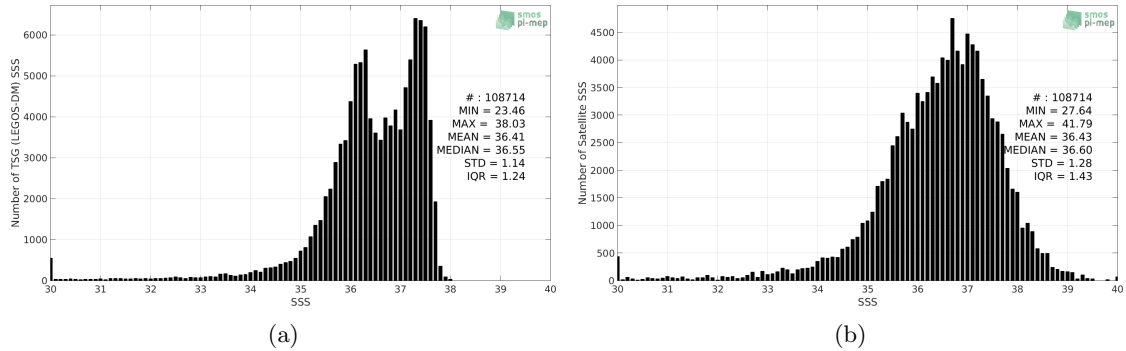 smos
pi-mep
Number of TSG (LEGOS-DM) SSS
6000
5000
4000
3000
2000
1000
0
# : 108714
MIN = 23.46
MAX = 38.03
MEAN = 36.41
MEDIAN = 36.55
STD = 1.14
IQR = 1.24
30 31 32 33 34 35 36 37 38 39 40
SSS
(a)
smos
pi-mep
Number of Satellite SSS
4500
4000
3500
3000
2500
2000
1500
1000
500
0
# : 108714
MIN = 27.64
MAX = 41.79
MEAN = 36.43
MEDIAN = 36.60
STD = 1.28
IQR = 1.43
30 31 32 33 34 35 36 37 38 39 40
SSS
(b)